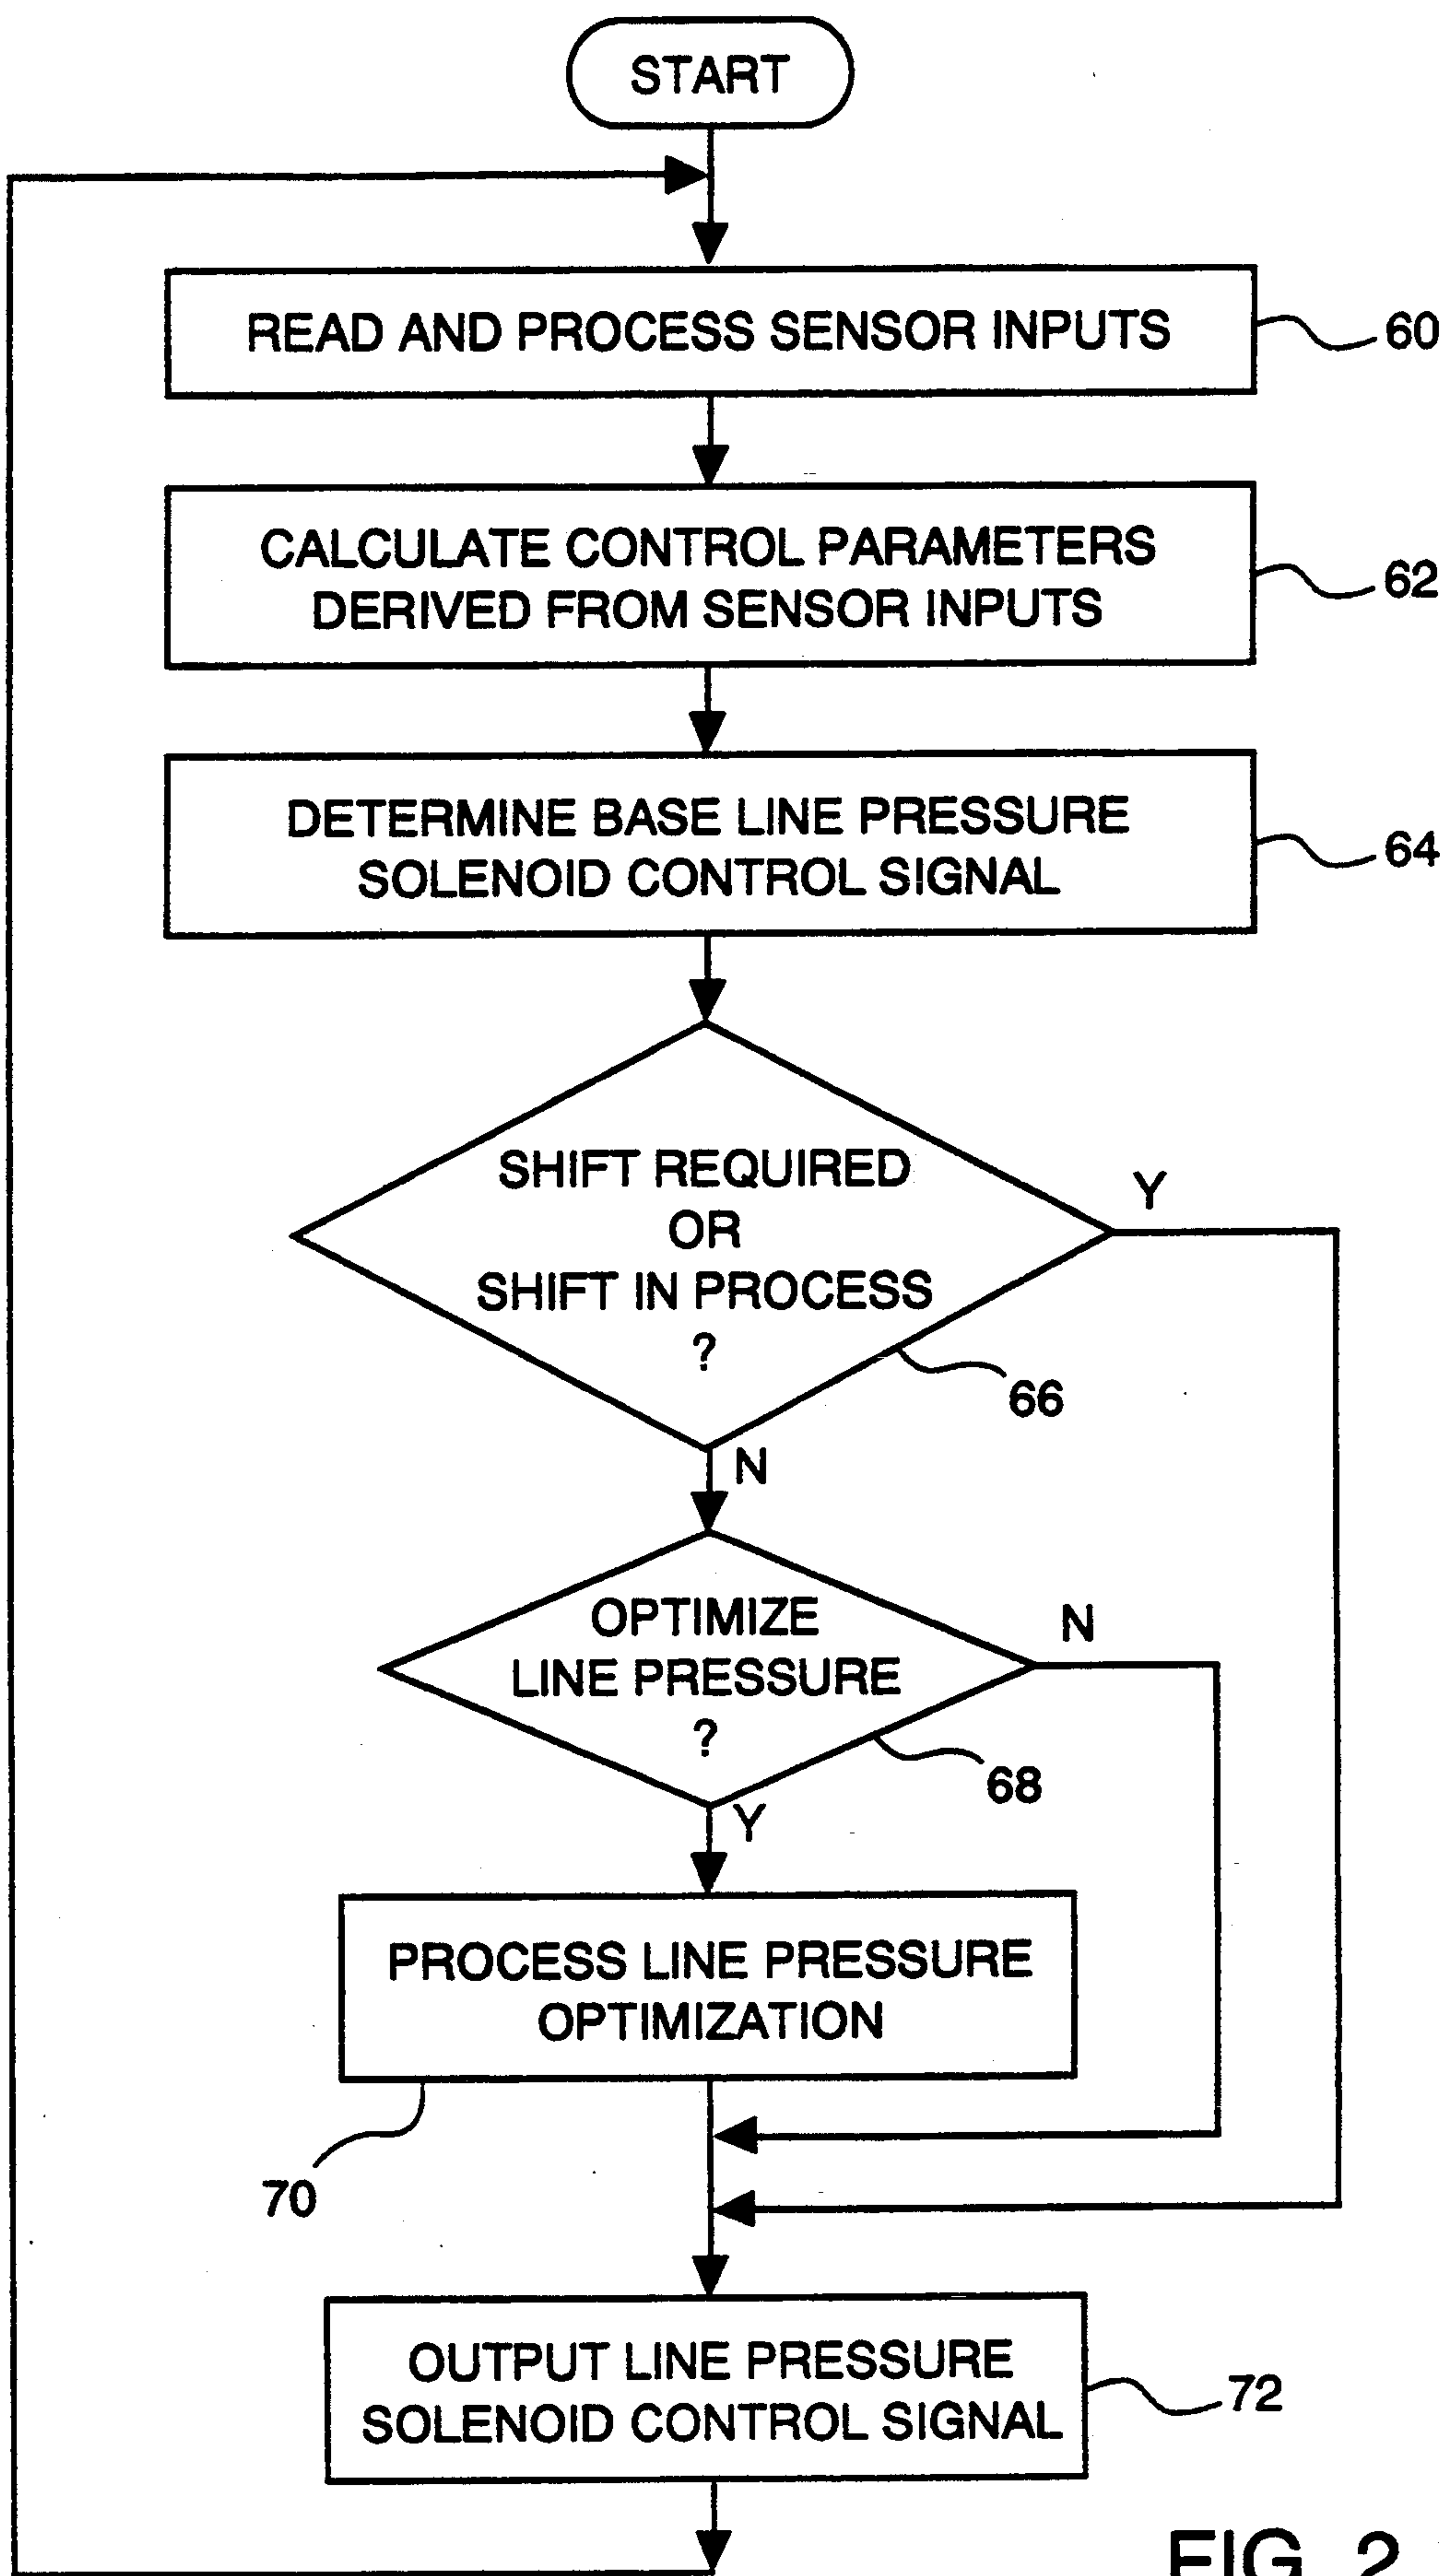 START
READ AND PROCESS SENSOR INPUTS
60
CALCULATE CONTROL PARAMETERS
DERIVED FROM SENSOR INPUTS
62
DETERMINE BASE LINE PRESSURE
SOLENOID CONTROL SIGNAL
64
SHIFT REQUIRED
OR
SHIFT IN PROCESS
?
Y
66
N
OPTIMIZE
LINE PRESSURE
?
N
68
Y
PROCESS LINE PRESSURE
OPTIMIZATION
70
OUTPUT LINE PRESSURE
SOLENOID CONTROL SIGNAL
72
FIG. 2